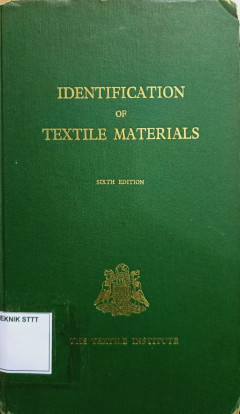 IDENTIFICATION
OF
TEXTILE MATERIALS
SIXTH EDITION
EKNIK STTT
THE TEXTILE INSTITUTE